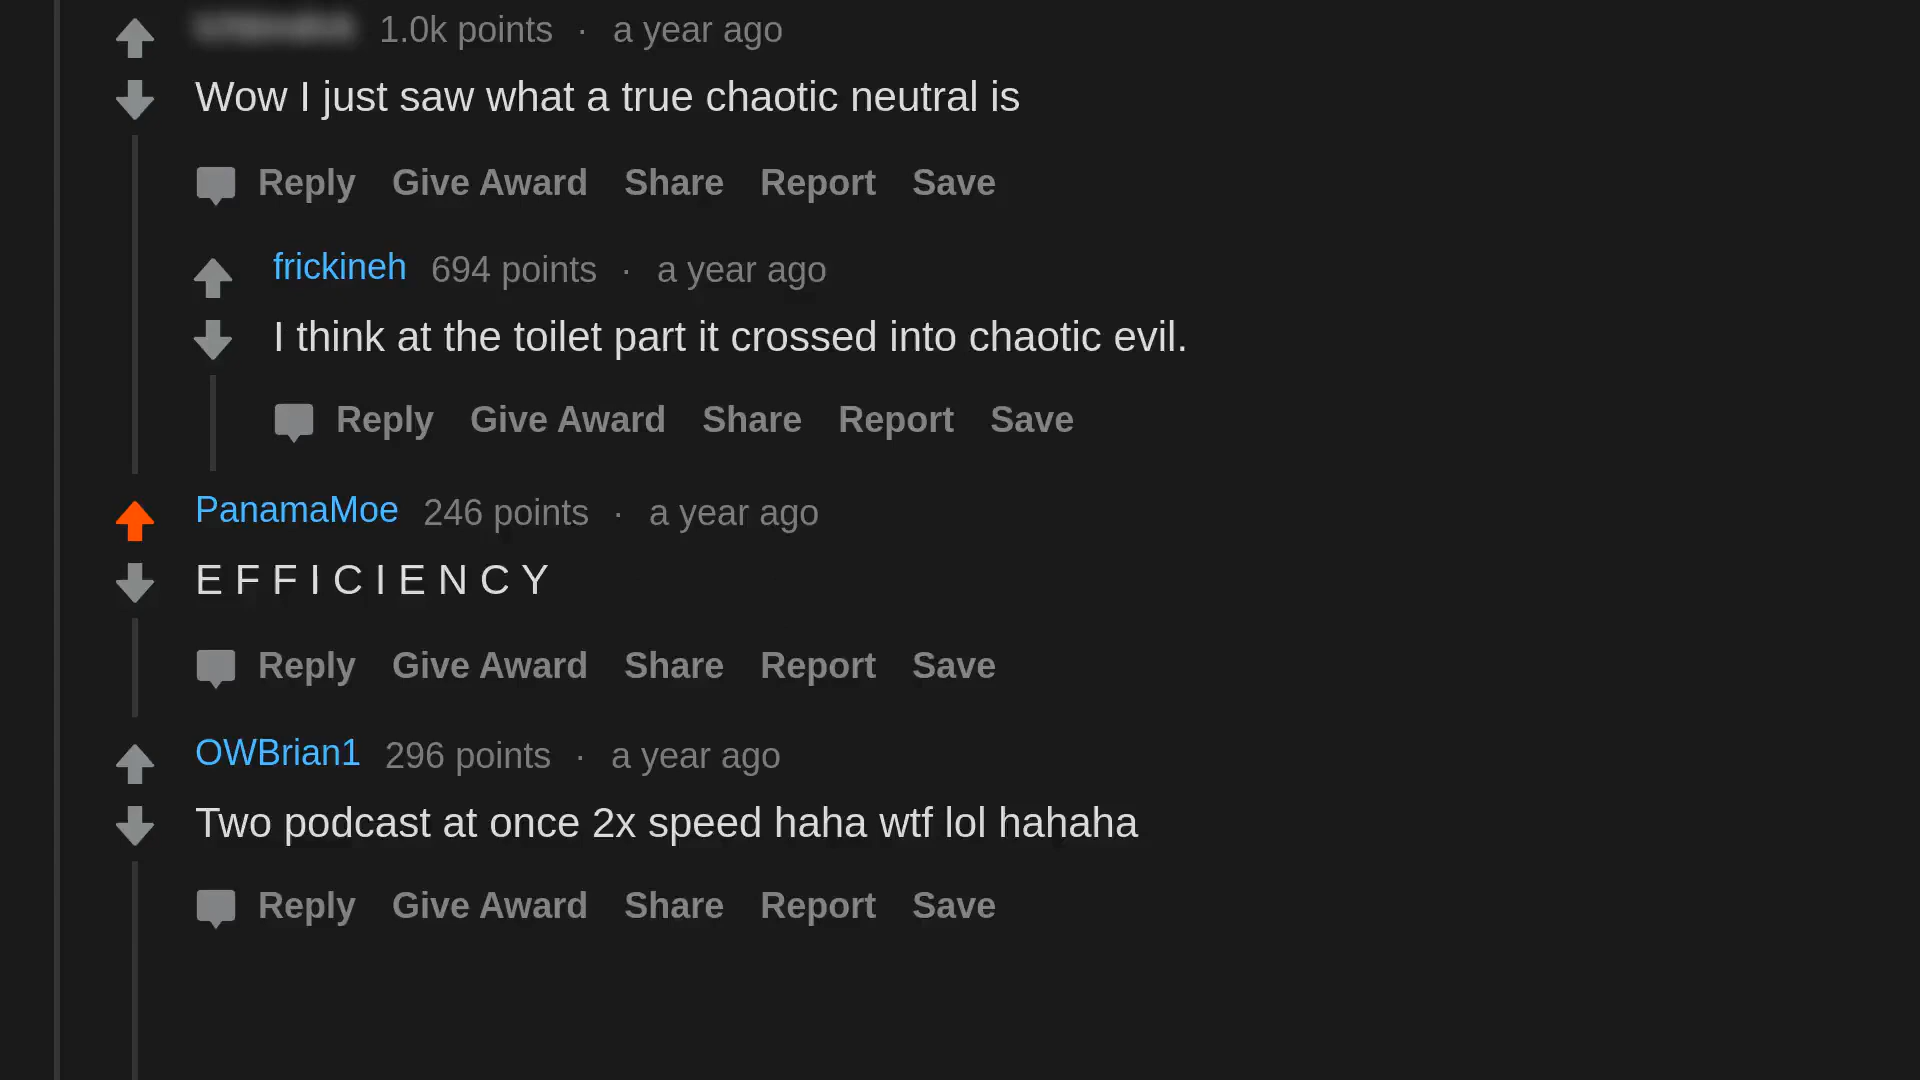 1.0k points · a year ago
Wow I just saw what a true chaotic neutral is
Reply Give Award Share Report Save
frickineh 694 points · a year ago
I think at the toilet part it crossed into chaotic evil.
Reply Give Award Share Report Save
PanamaMoe 246 points · a year ago
E F F I C I E N C Y
Reply Give Award Share Report Save
OWBrian1 296 points · a year ago
Two podcast at once 2x speed haha wtf lol hahaha
Reply Give Award Share Report Save